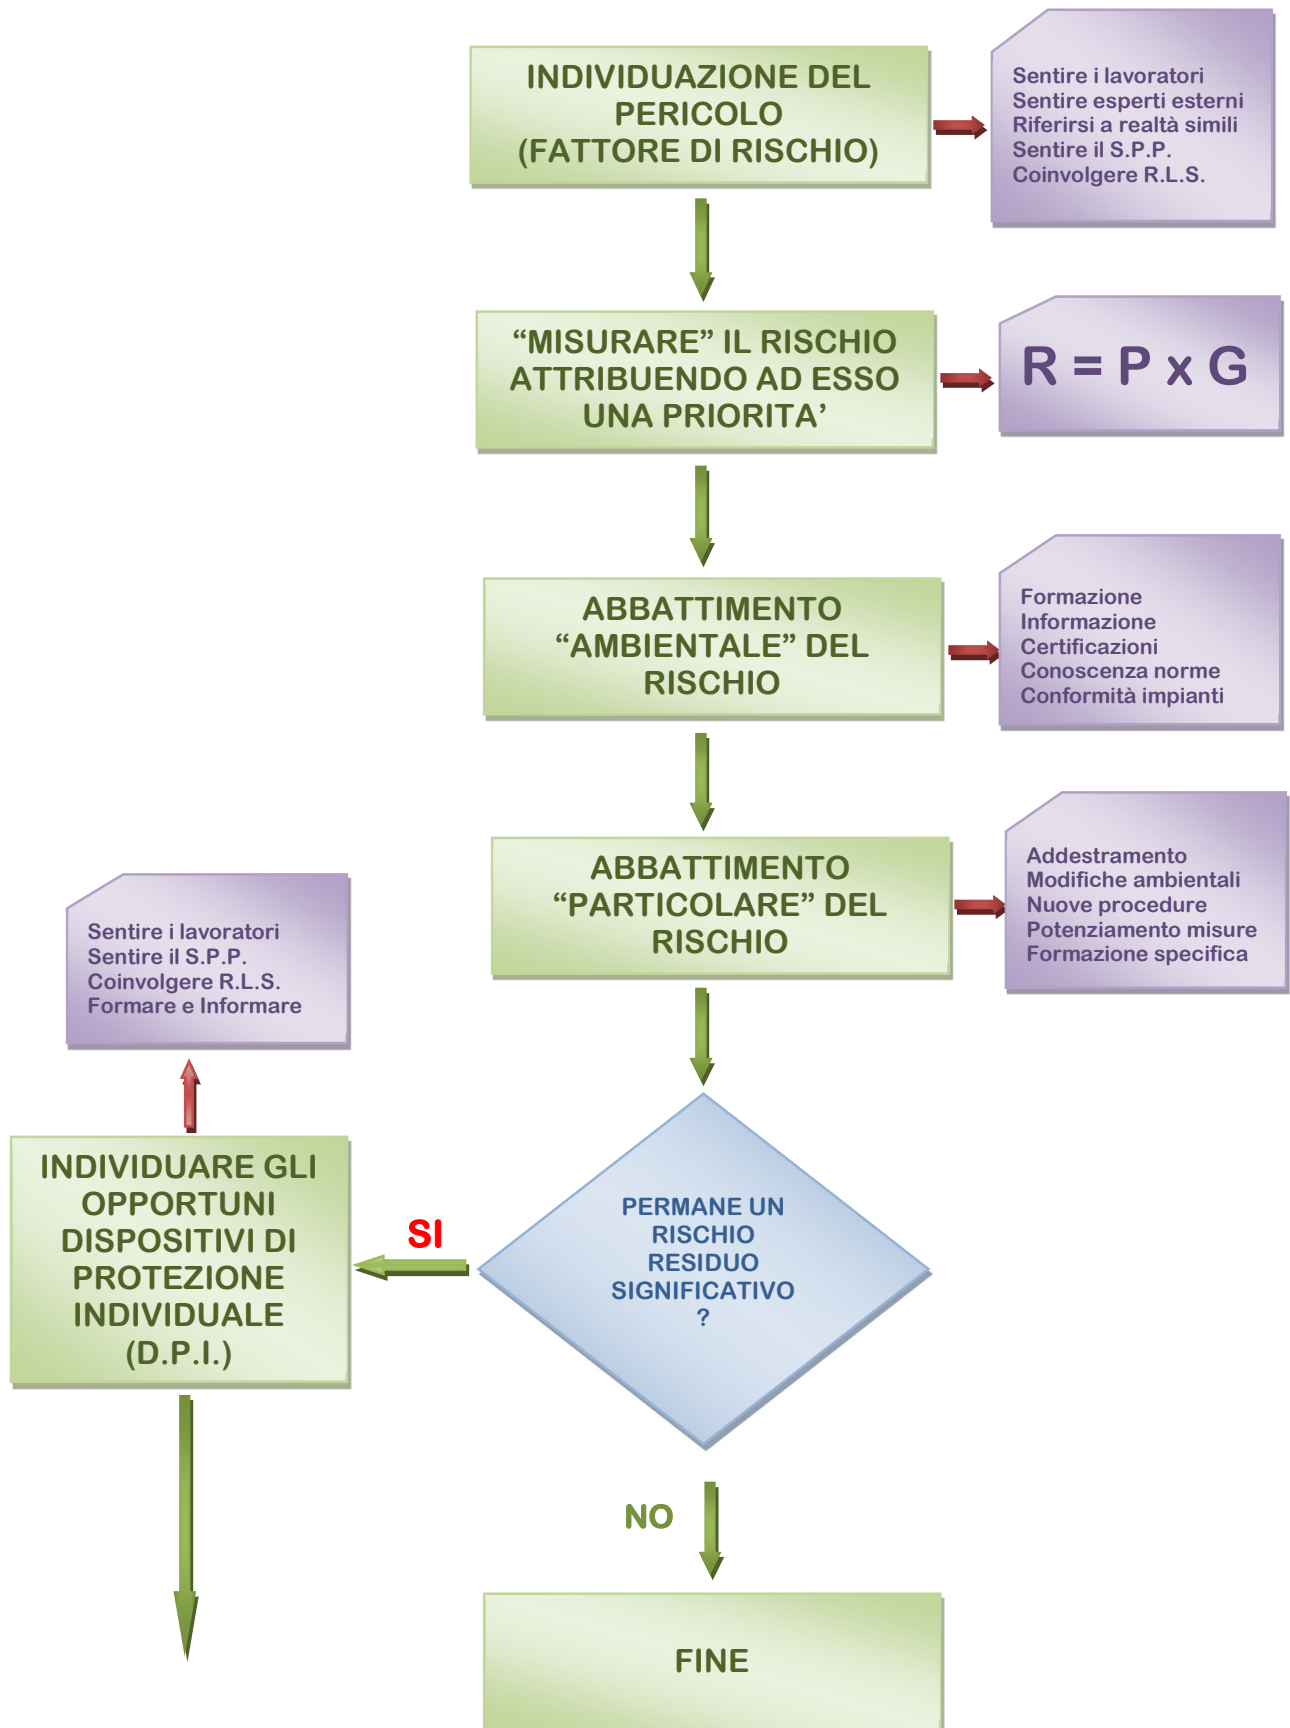 INDIVIDUAZIONE DEL
PERICOLO
(FATTORE DI RISCHIO)
Sentire i lavoratori
Sentire esperti esterni
Riferirsi a realtà simili
Sentire il S.P.P.
Coinvolgere R.L.S.
“MISURARE” IL RISCHIO
ATTRIBUENDO AD ESSO
UNA PRIORITA’
R = P x G
ABBATTIMENTO
“AMBIENTALE” DEL
RISCHIO
Formazione
Informazione
Certificazioni
Conoscenza norme
Conformità impianti
ABBATTIMENTO
“PARTICOLARE” DEL
RISCHIO
Addestramento
Modifiche ambientali
Nuove procedure
Potenziamento misure
Formazione specifica
Sentire i lavoratori
Sentire il S.P.P.
Coinvolgere R.L.S.
Formare e Informare
INDIVIDUARE GLI
OPPORTUNI
DISPOSITIVI DI
PROTEZIONE
INDIVIDUALE
(D.P.I.)
SI
PERMANE UN
RISCHIO
RESIDUO
SIGNIFICATIVO
?
NO
FINE